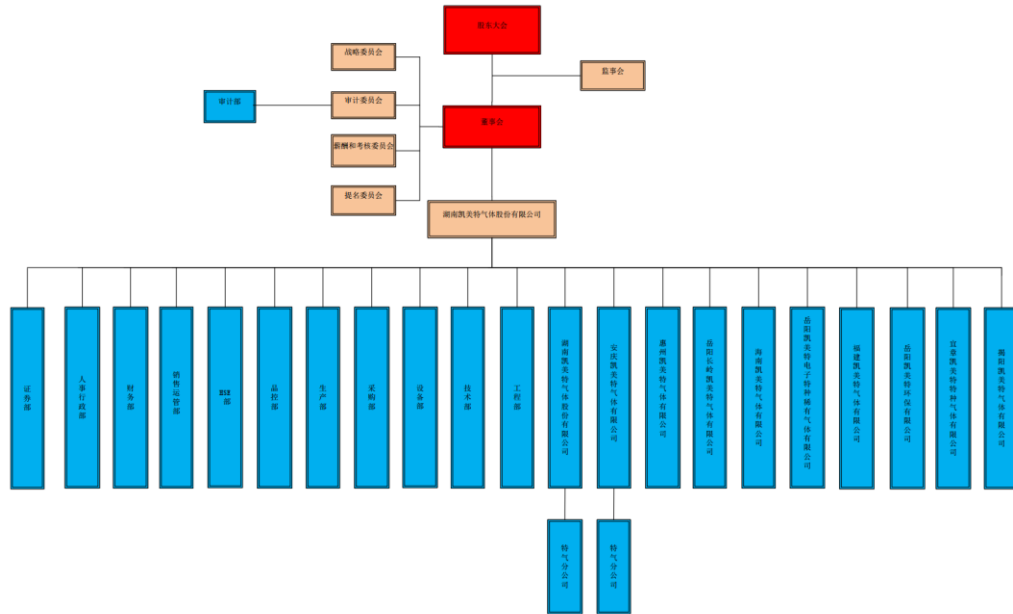 股东大会
战略委员会
监事会
审计部
审计委员会
董事会
薪酬和考核委员会
提名委员会
湖南凯美特气体股份有限公司
证券部
人事行政部
财务部
销售运管部
HSE部
品控部
生产部
采购部
设备部
技术部
工程部
湖南凯美特气体股份有限公司
安庆凯美特气体有限公司
惠州凯美特气体有限公司
岳阳长岭凯美特气体有限公司
海南凯美特气体有限公司
岳阳凯美特电子特种稀有气体有限公司
福建凯美特气体有限公司
岳阳凯美特环保有限公司
宜章凯美特特种气体有限公司
揭阳凯美特气体有限公司
特气分公司
特气分公司